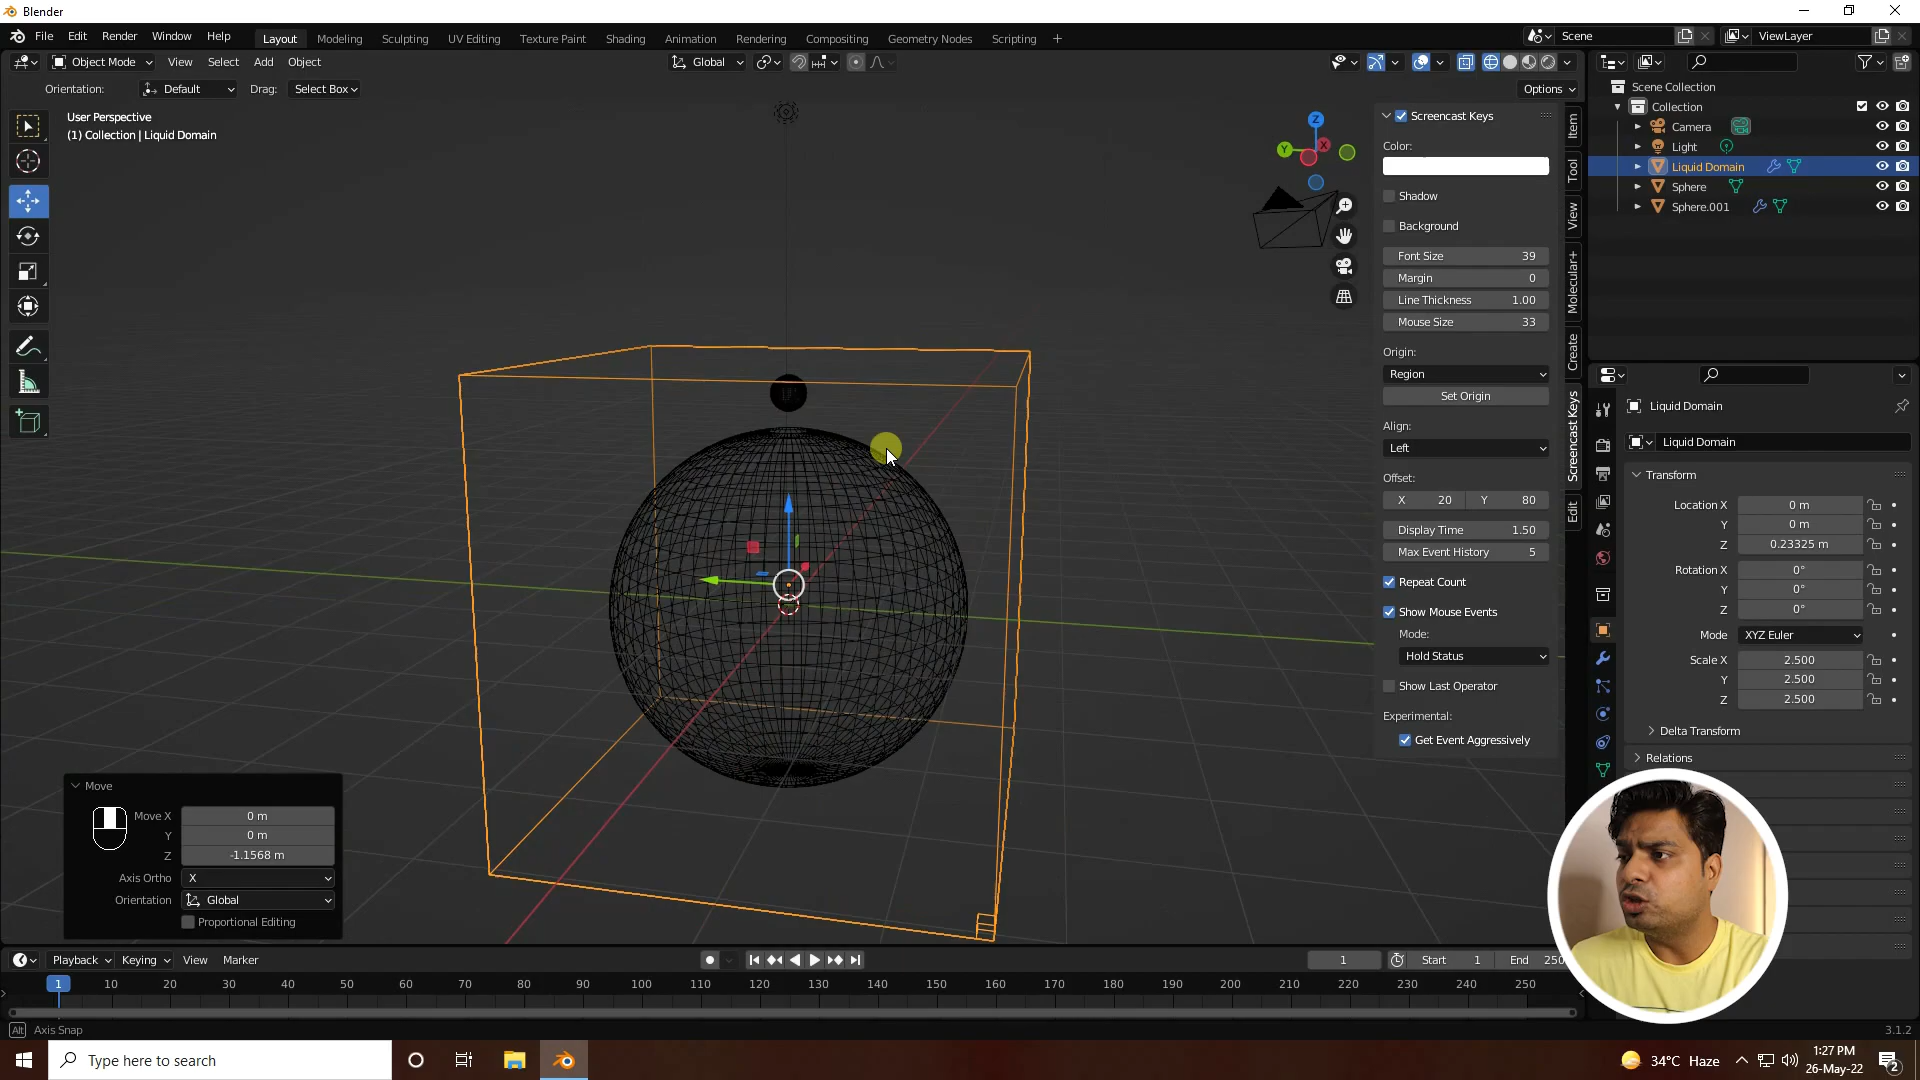 Blender
File Edit Render Window Help
Layout Modeling Sculpting UV Editing Texture Paint Shading Animation Rendering Compositing Geometry Nodes Scripting +
Scene
ViewLayer
Object Mode View Select Add Object
Global
Orientation: Default Drag: Select Box
Options
User Perspective
(1) Collection | Liquid Domain
Z
X
Y
Screencast Keys
Color:
Shadow
Background
Font Size 39
Margin 0
Line Thickness 1.00
Mouse Size 33
Origin:
Region
Set Origin
Align:
Left
Offset:
X 20 Y 80
Display Time 1.50
Max Event History 5
Repeat Count
Show Mouse Events
Mode:
Hold Status
Show Last Operator
Experimental:
Get Event Aggressively
Item
Tool
View
Molecular+
Create
Screencast Keys
Edit
Scene Collection
Collection
Camera
Light
Liquid Domain
Sphere
Sphere.001
Liquid Domain
Liquid Domain
Transform
Location X 0 m
Y 0 m
Z 0.23325 m
Rotation X 0°
Y 0°
Z 0°
Mode XYZ Euler
Scale X 2.500
Y 2.500
Z 2.500
Delta Transform
Relations
Move
Move X 0 m
Y 0 m
Z -1.1568 m
Axis Ortho X
Orientation Global
Proportional Editing
Playback Keying View Marker
1 Start 1 End 250
1 10 20 30 40 50 60 70 80 90 100 110 120 130 140 150 160 170 180 190 200 210 220 230 240 250
Alt Axis Snap
3.1.2
Type here to search
34°C Haze
1:27 PM
26-May-22
2